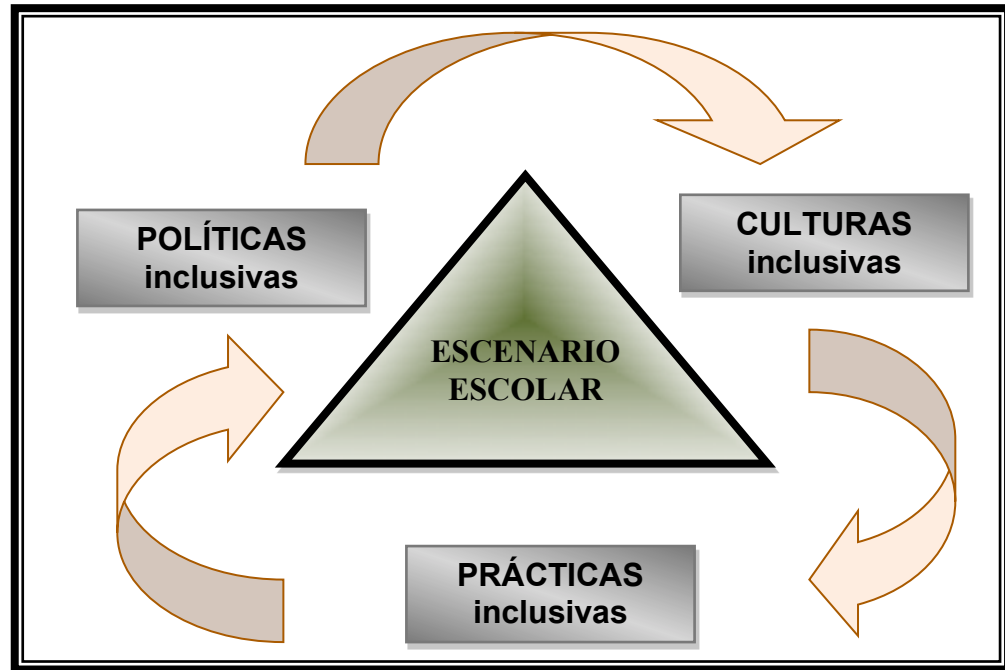 POLÍTICAS
inclusivas
CULTURAS
inclusivas
ESCENARIO
ESCOLAR
PRÁCTICAS
inclusivas